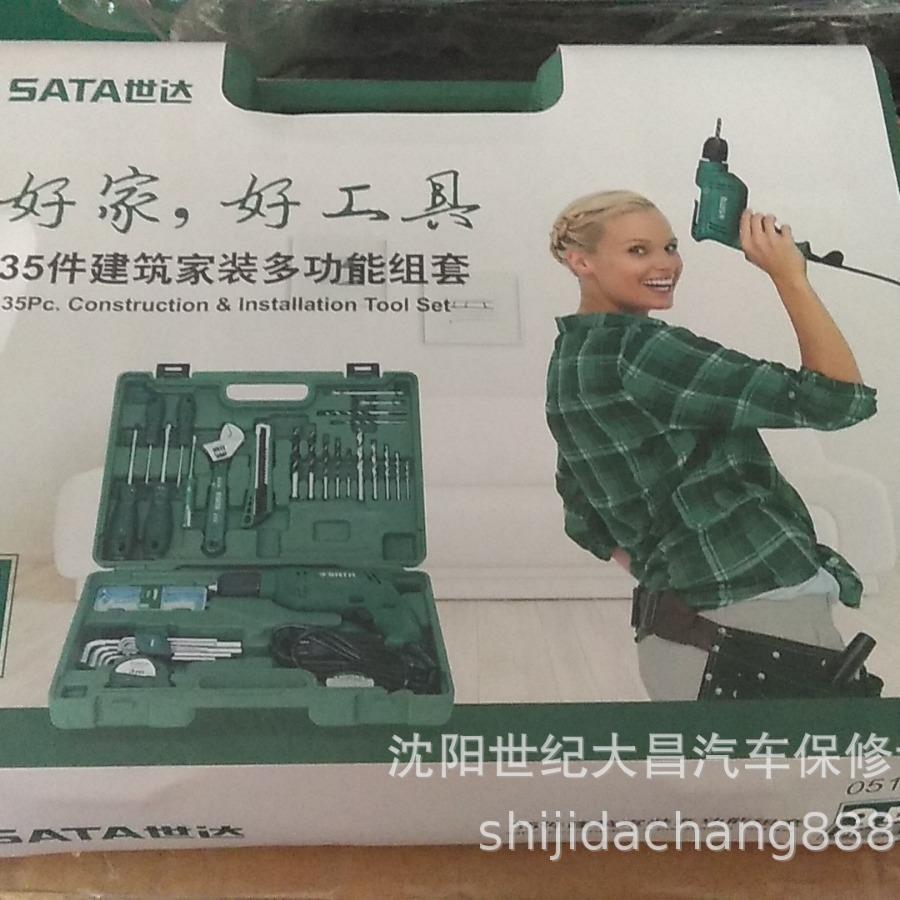 SATA世达
好家，好工具
35件建筑家装多功能组套
35Pc. Construction & Installation Tool Set
SATA
沈阳世纪大昌汽车保修
051
SATA世达
shijidachang888